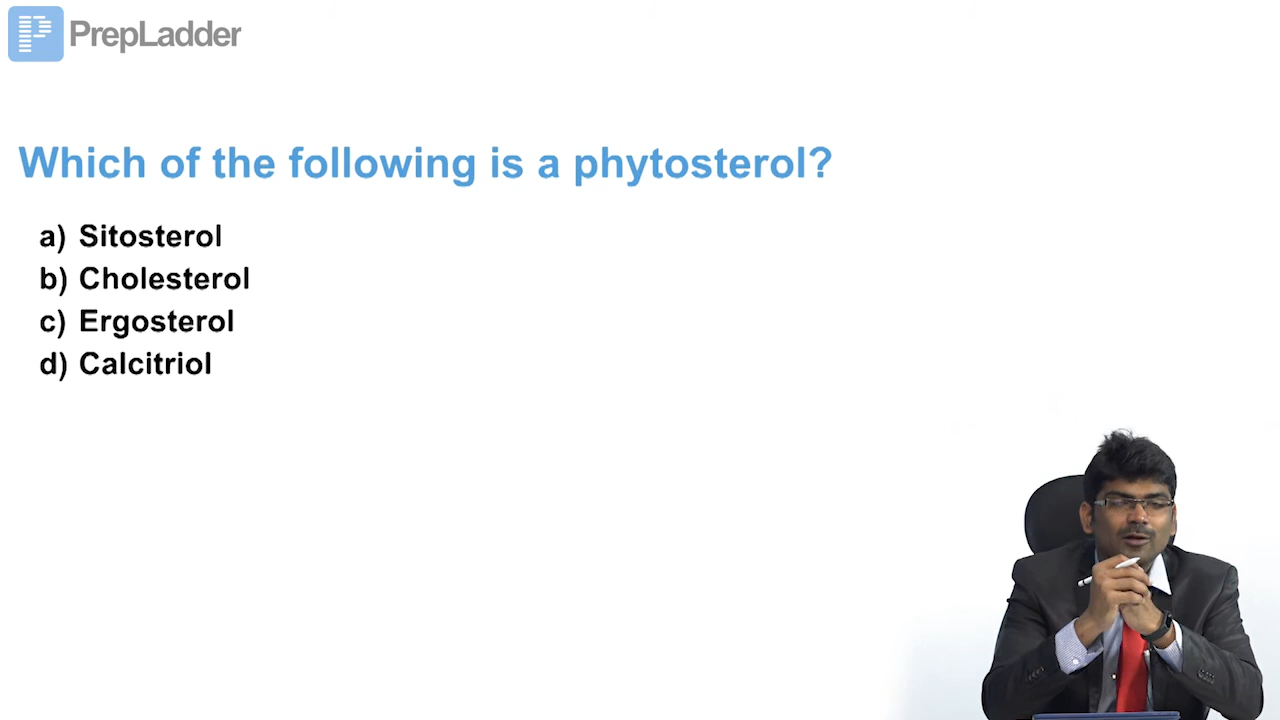 PrepLadder
Which of the following is a phytosterol?
a) Sitosterol
b) Cholesterol
c) Ergosterol
d) Calcitriol